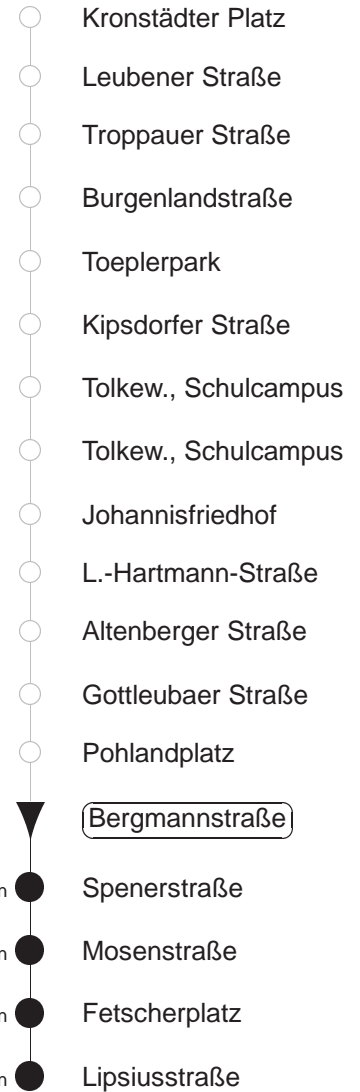 Kronstädter Platz
Leubener Straße
Troppauer Straße
Burgenlandstraße
Toeplerpark
Kipsdorfer Straße
Tolkew., Schulcampus
Tolkew., Schulcampus
Johannisfriedhof
L.-Hartmann-Straße
Altenberger Straße
Gottleubaer Straße
Pohlandplatz
Bergmannstraße
Spenerstraße
Mosenstraße
Fetscherplatz
Lipsiusstraße